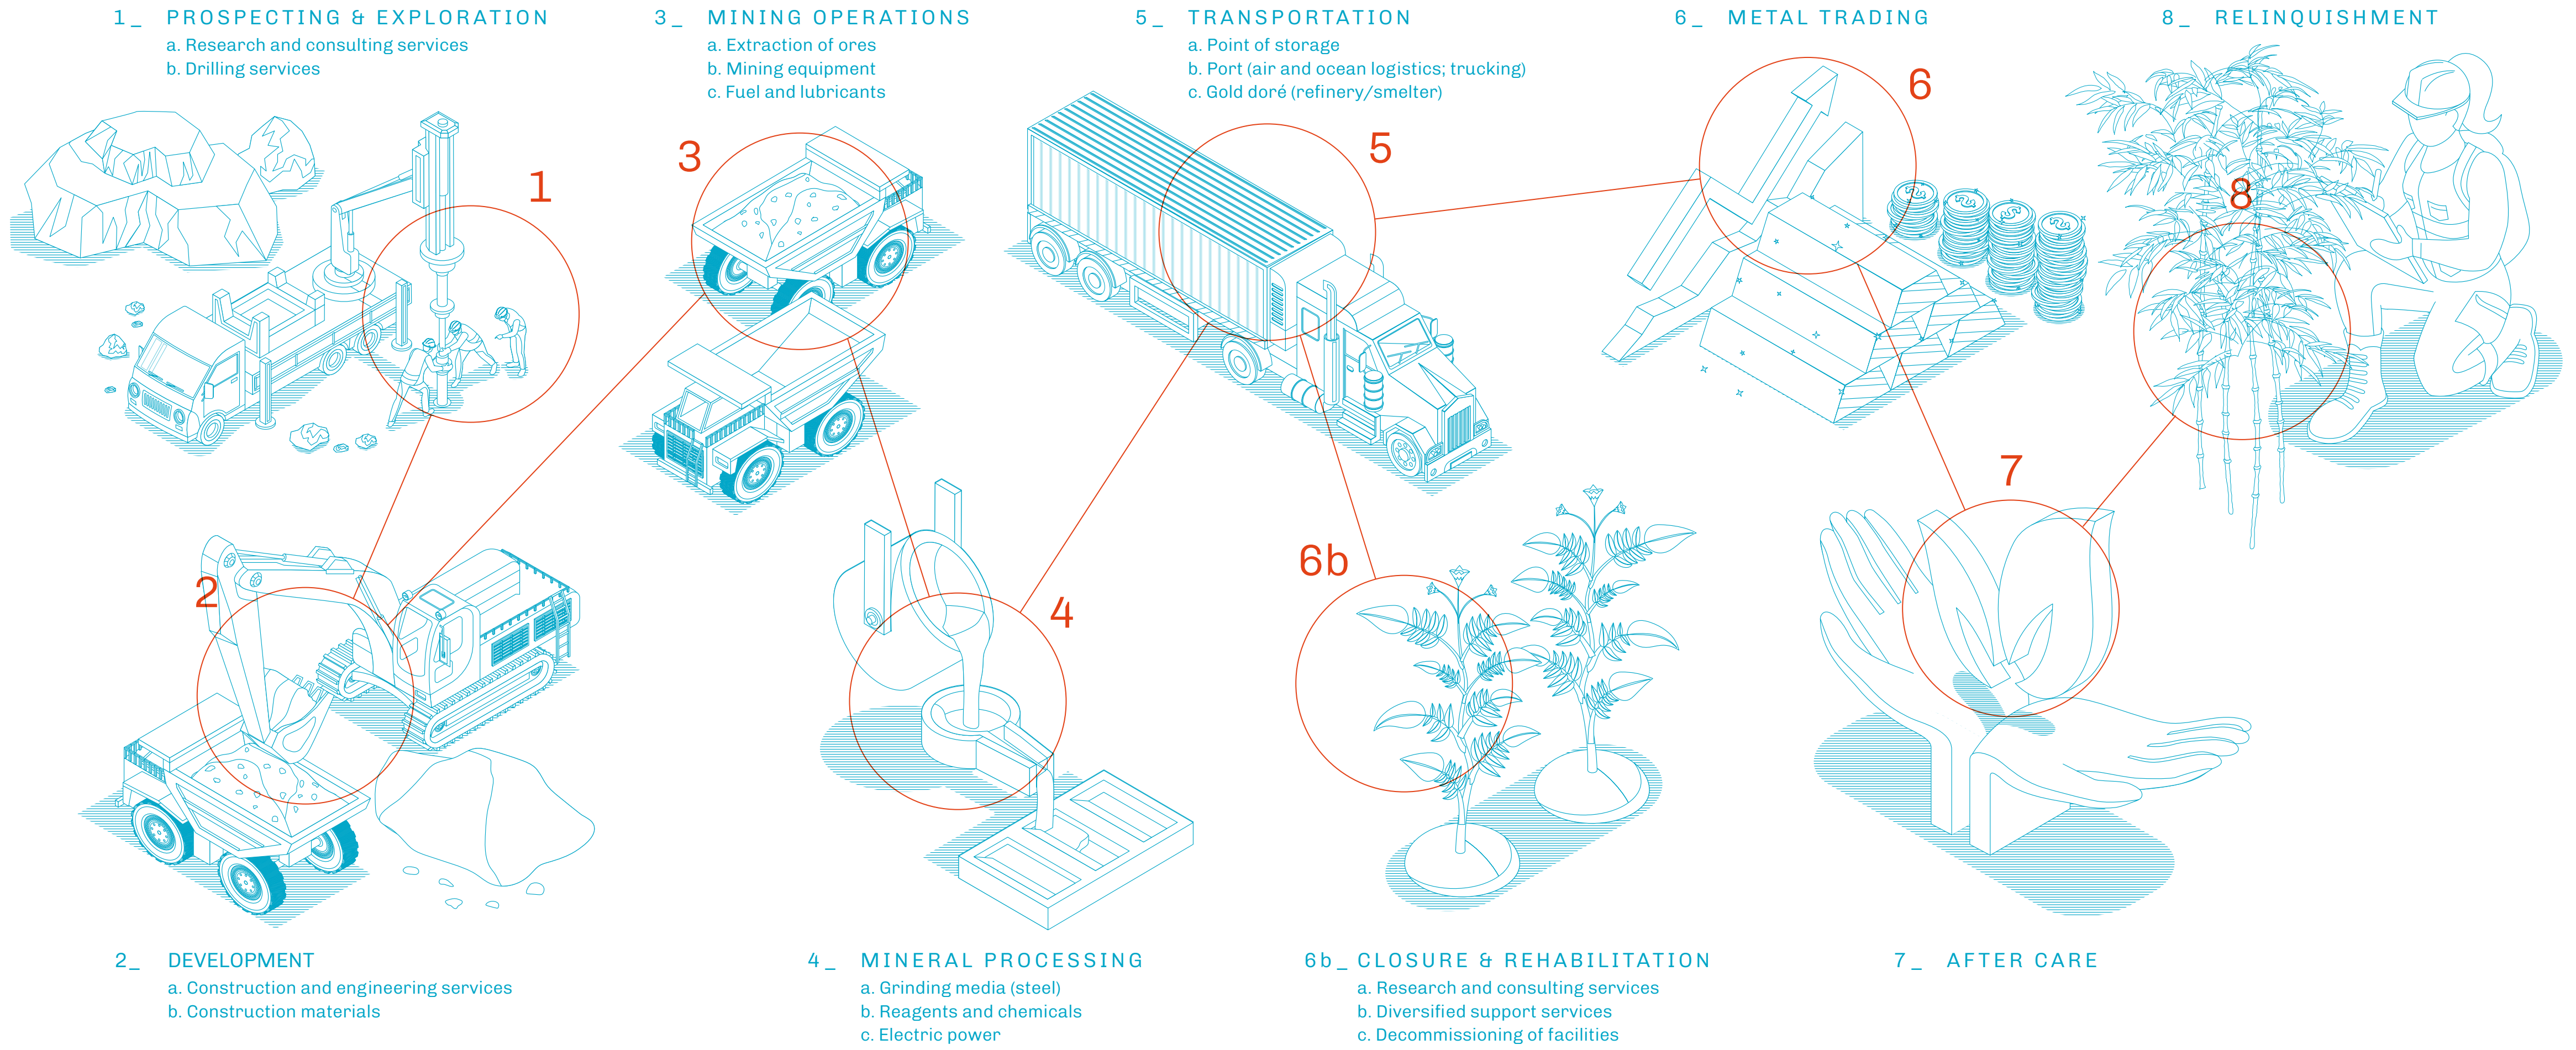 1_ PROSPECTING & EXPLORATION
a. Research and consulting services
b. Drilling services
3_ MINING OPERATIONS
a. Extraction of ores
b. Mining equipment
c. Fuel and lubricants
5_ TRANSPORTATION
a. Point of storage
b. Port (air and ocean logistics; trucking)
c. Gold doré (refinery/smelter)
6_ METAL TRADING
8_ RELINQUISHMENT
1
3
5
6
8
2
4
6b
7
2_ DEVELOPMENT
a. Construction and engineering services
b. Construction materials
4_ MINERAL PROCESSING
a. Grinding media (steel)
b. Reagents and chemicals
c. Electric power
6b_ CLOSURE & REHABILITATION
a. Research and consulting services
b. Diversified support services
c. Decommissioning of facilities
7_ AFTER CARE